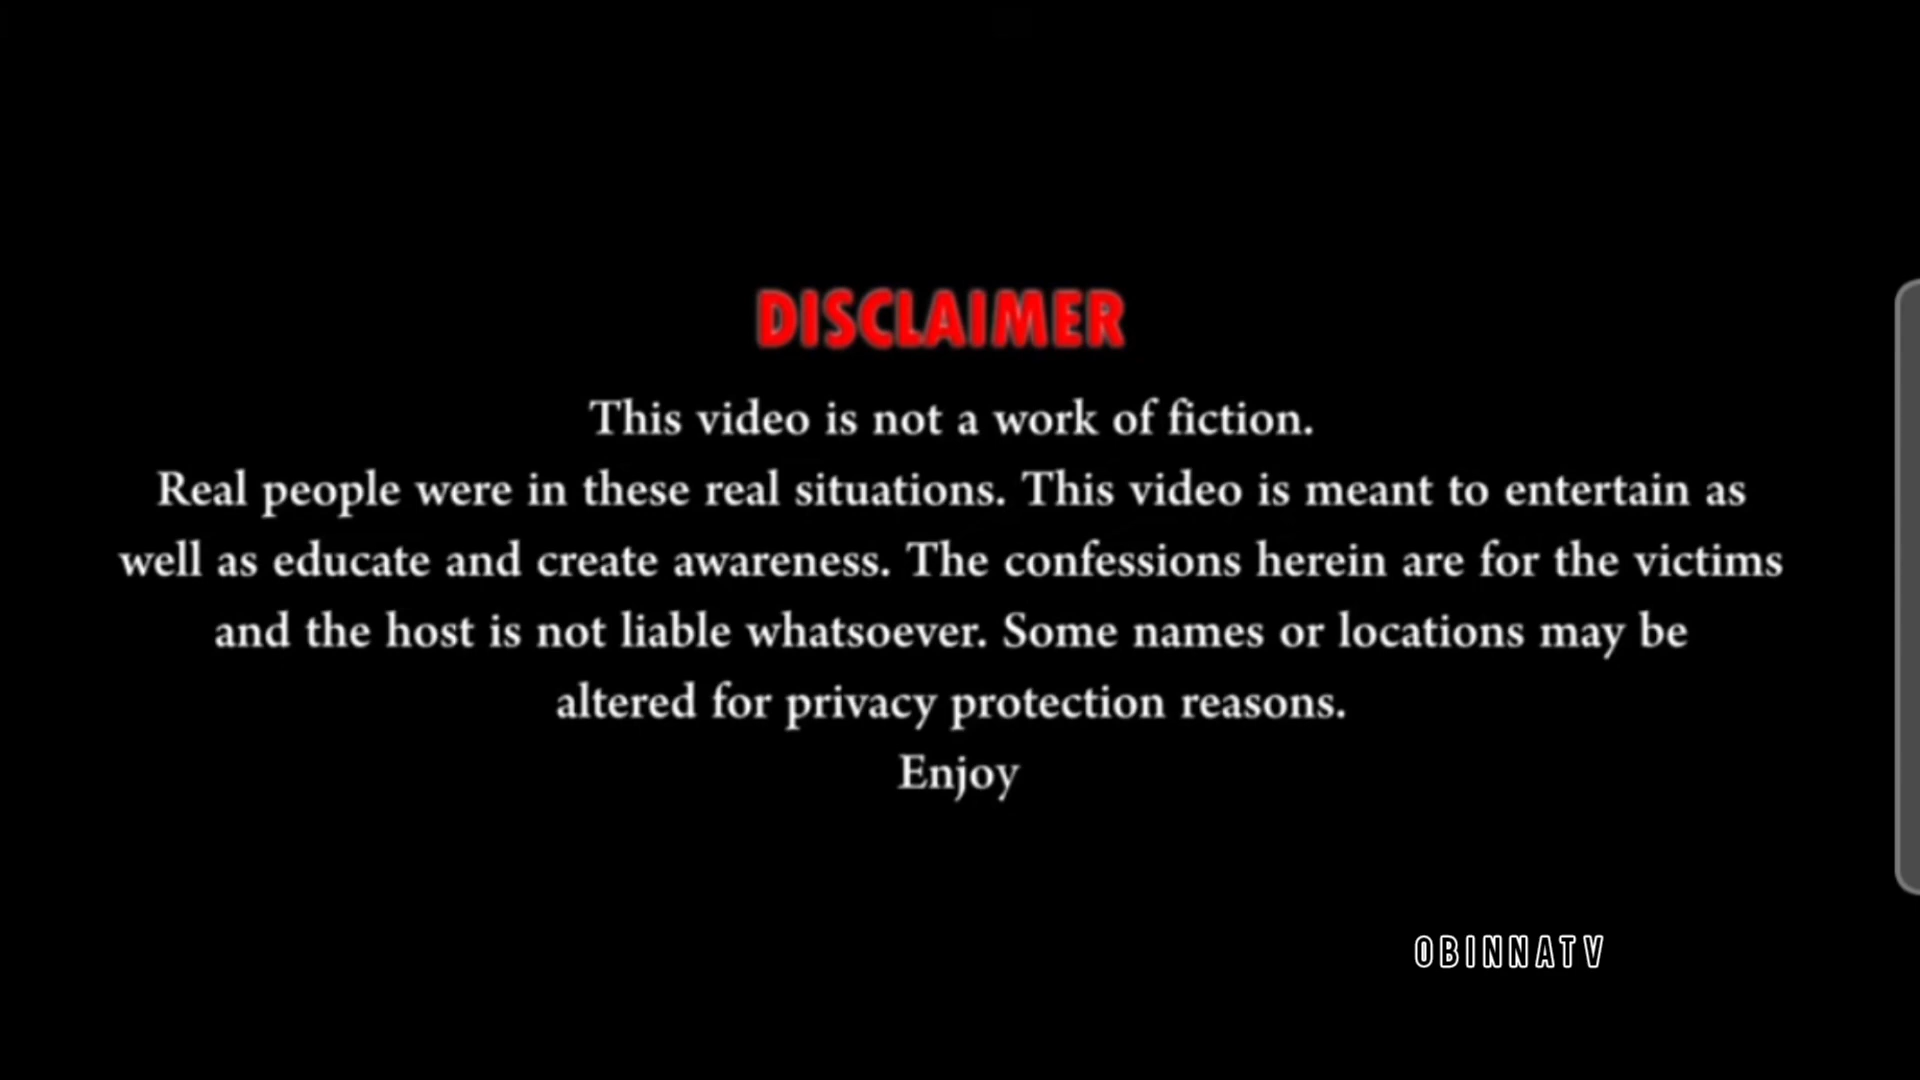 DISCLAIMER
This video is not a work of fiction.
Real people were in these real situations. This video is meant to entertain as
well as educate and create awareness. The confessions herein are for the victims
and the host is not liable whatsoever. Some names or locations may be
altered for privacy protection reasons.
Enjoy
OBINNATV